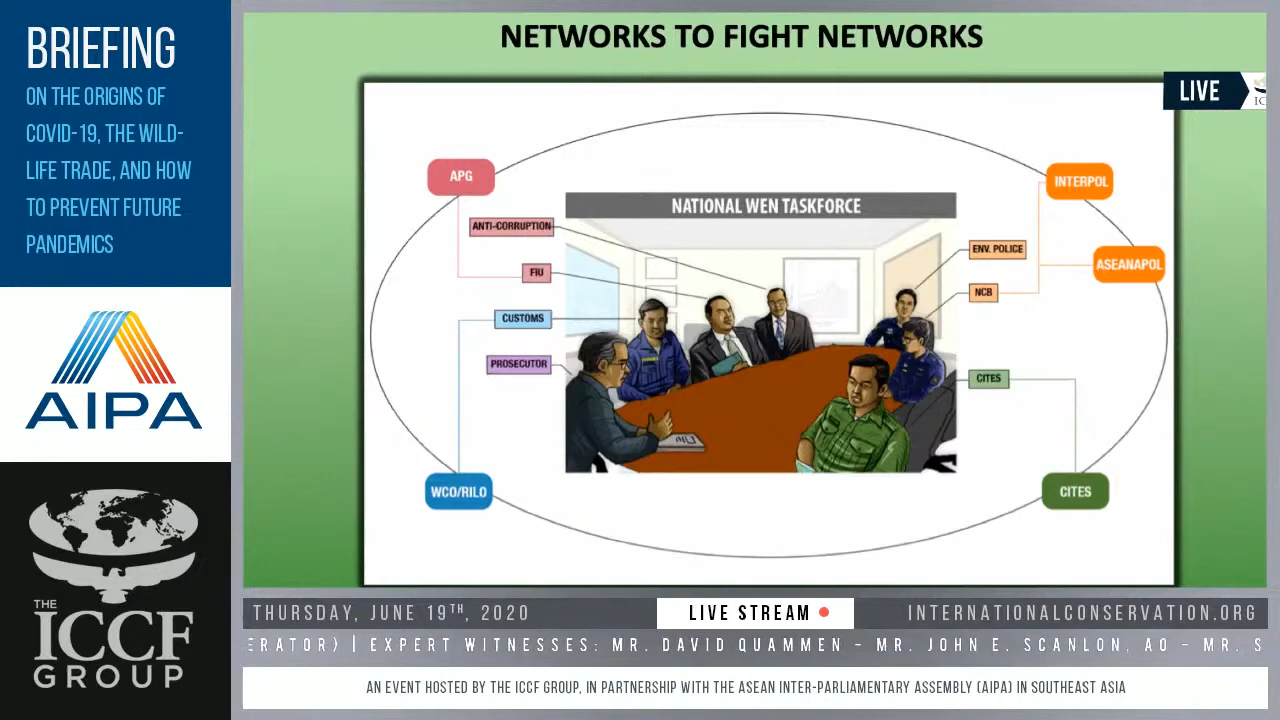 BRIEFING
ON THE ORIGINS OF
COVID-19, THE WILD-
LIFE TRADE, AND HOW
TO PREVENT FUTURE
PANDEMICS
AIPA
THE
ICCF
GROUP
NETWORKS TO FIGHT NETWORKS
LIVE
APG
INTERPOL
NATIONAL WEN TASKFORCE
ANTI-CORRUPTION
ENV. POLICE
ASEANAPOL
FIU
NCB
CUSTOMS
PROSECUTOR
CITES
WCO/RILO
CITES
THURSDAY, JUNE 19TH, 2020
LIVE STREAM
INTERNATIONALCONSERVATION.ORG
ERATOR) | EXPERT WITNESSES: MR. DAVID QUAMMEN - MR. JOHN E. SCANLON, AO - MR. S
AN EVENT HOSTED BY THE ICCF GROUP, IN PARTNERSHIP WITH THE ASEAN INTER-PARLIAMENTARY ASSEMBLY (AIPA) IN SOUTHEAST ASIA